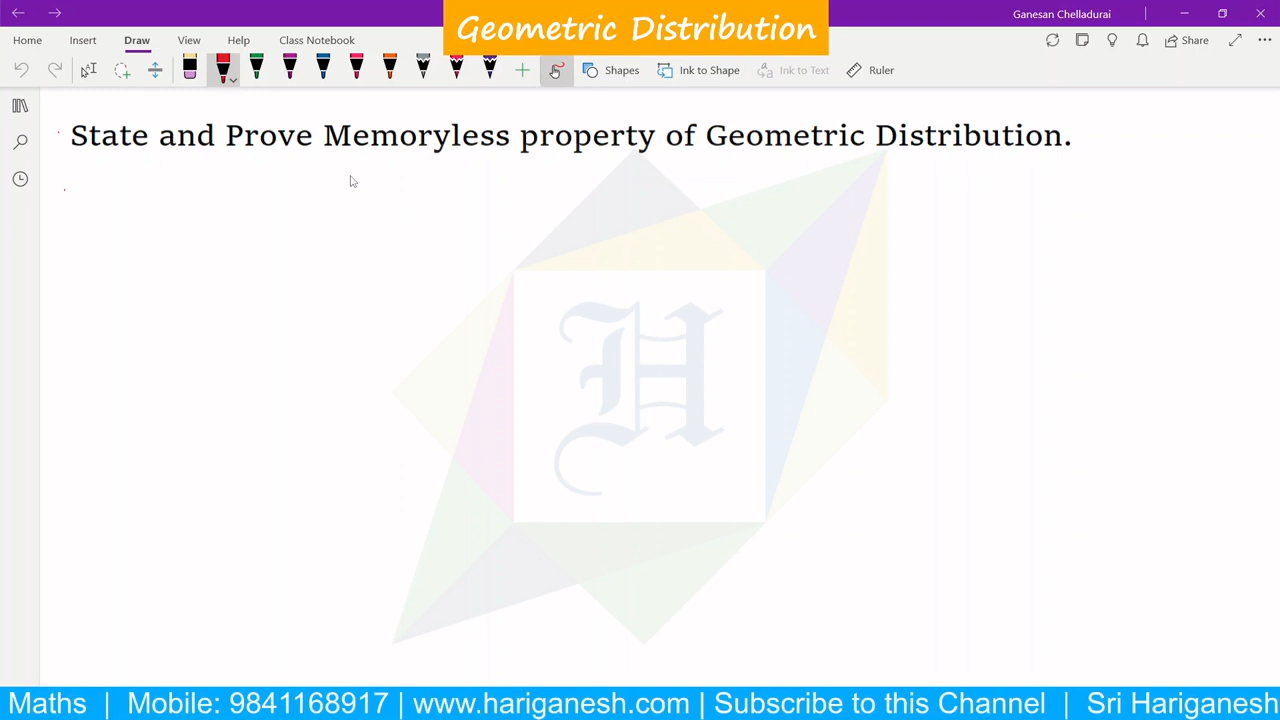 Geometric Distribution
Ganesan Chelladurai
Home Insert Draw View Help Class Notebook
Share
Shapes Ink to Shape Ink to Text Ruler
State and Prove Memoryless property of Geometric Distribution.
H
Maths | Mobile: 9841168917 | www.hariganesh.com | Subscribe to this Channel | Sri Hariganesh